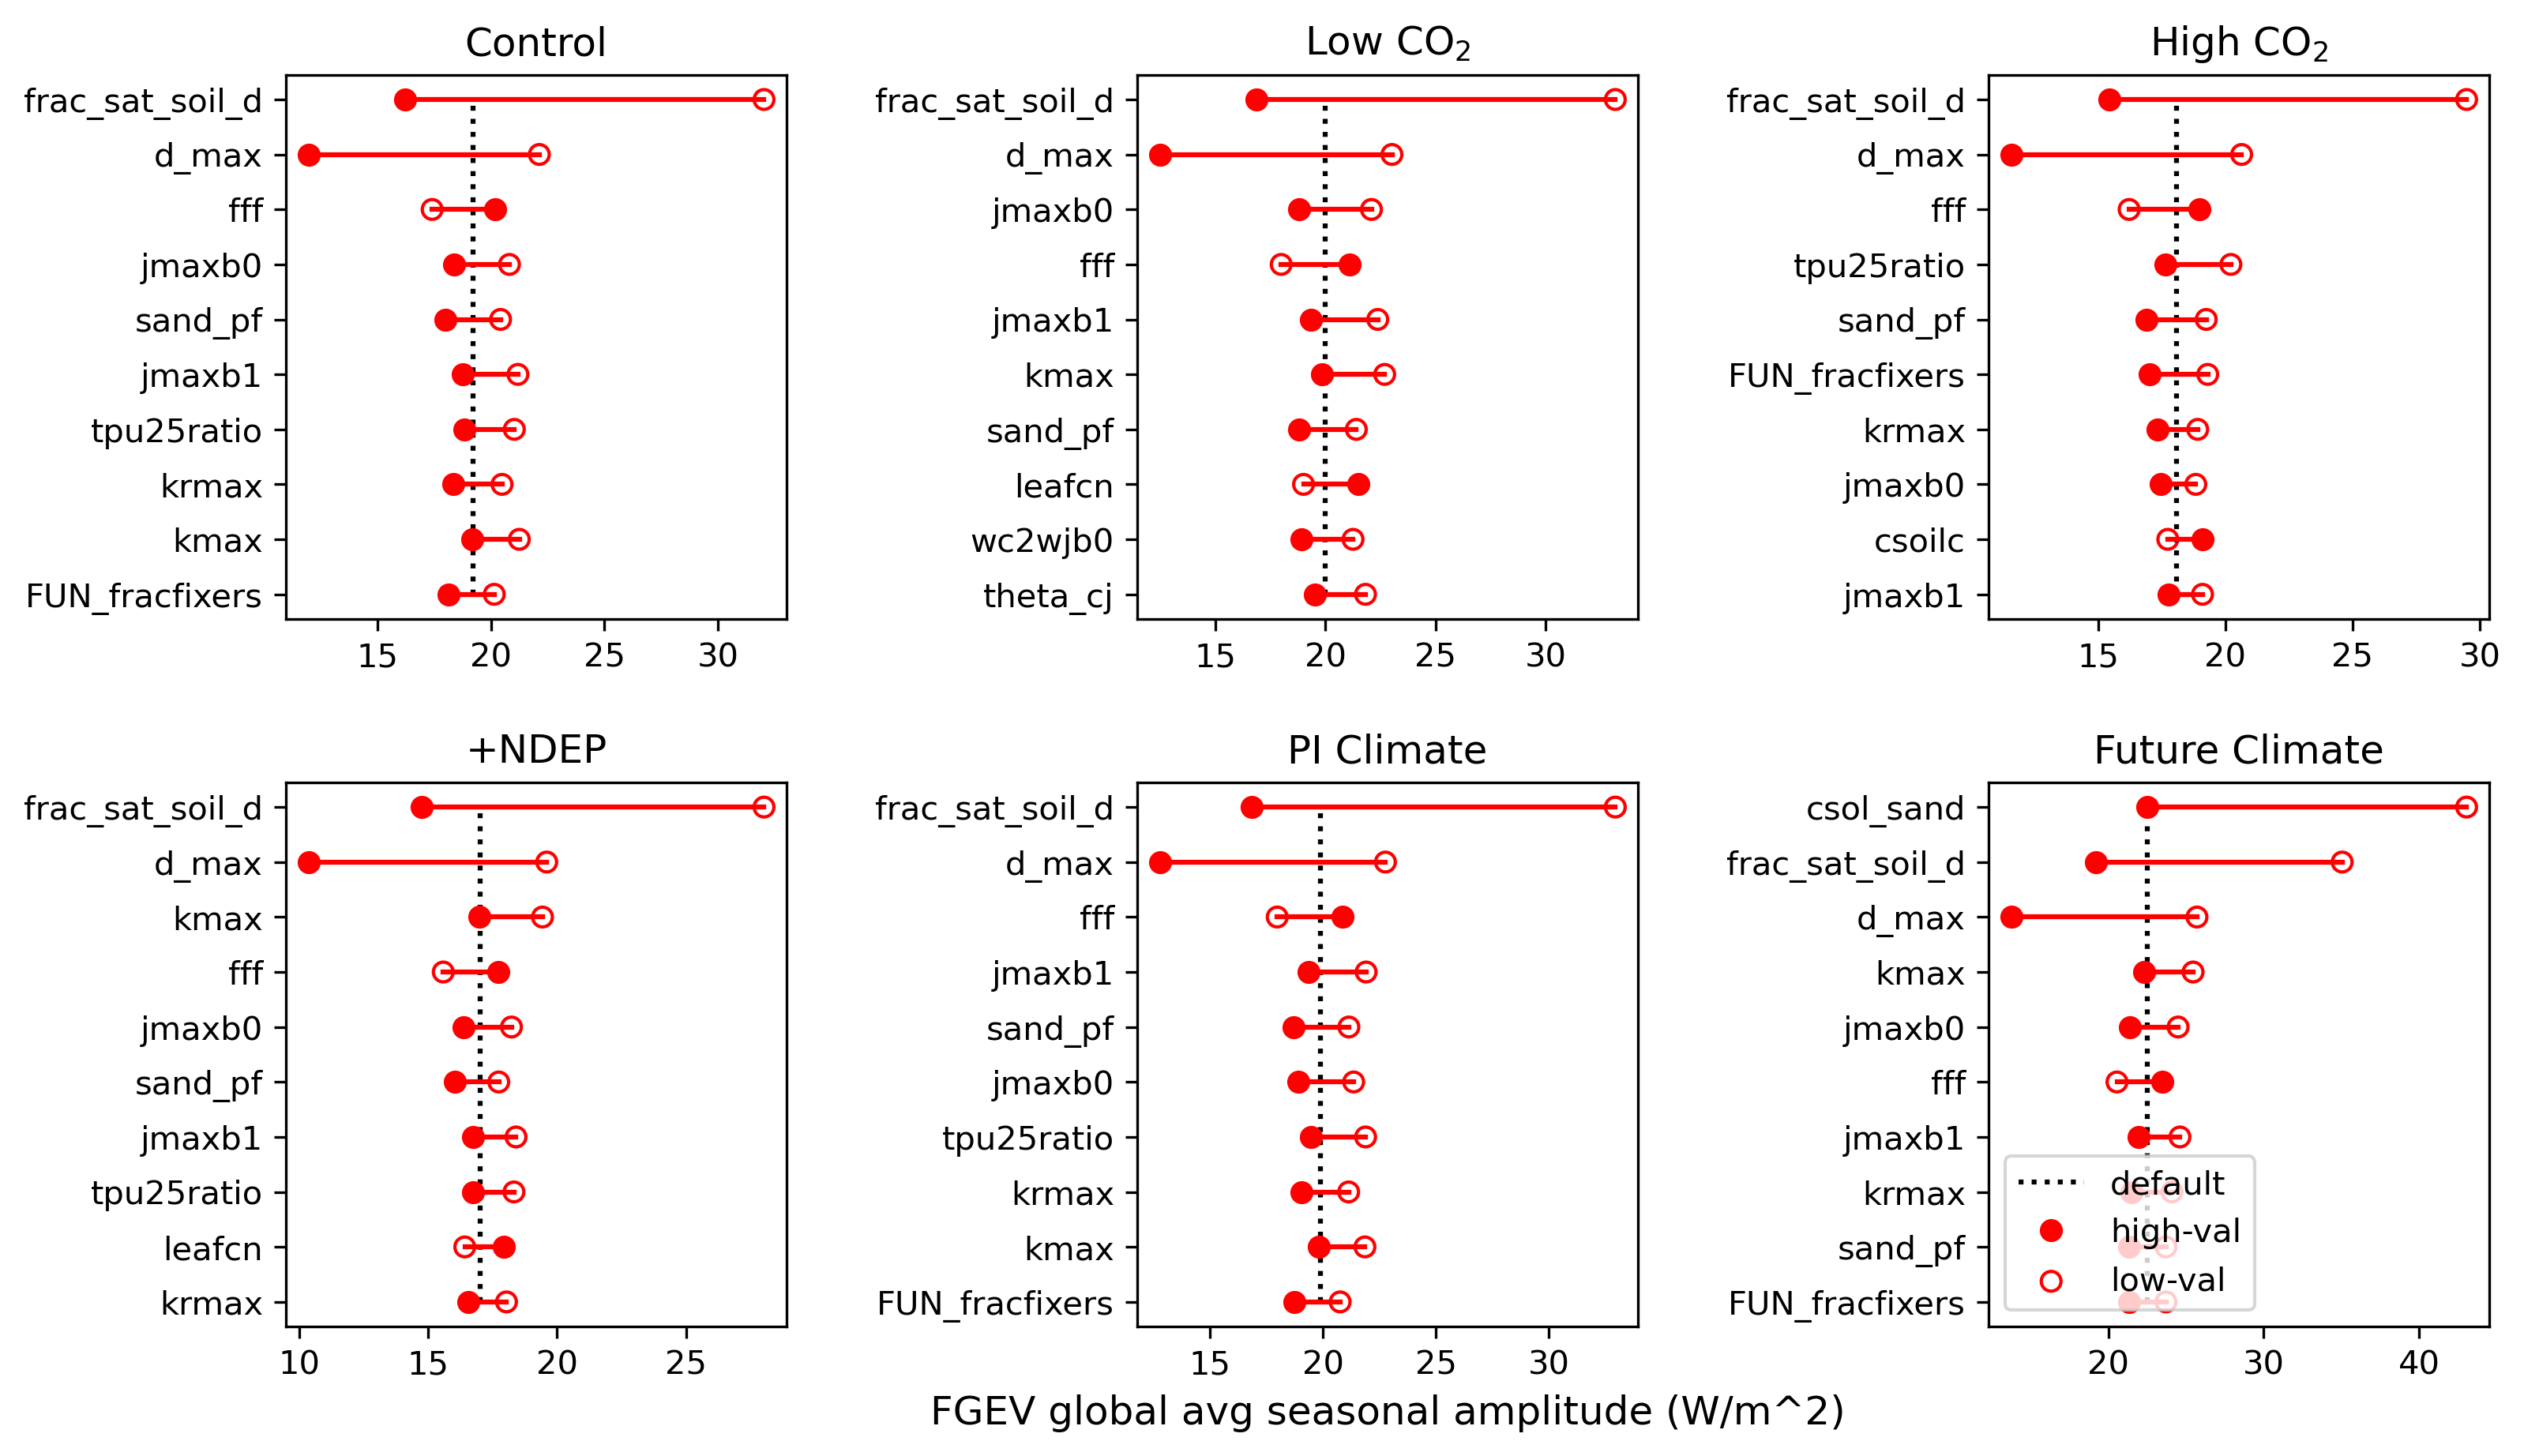 Control
frac_sat_soil_d
d_max
fff
jmaxb0
sand_pf
jmaxb1
tpu25ratio
krmax
kmax
FUN_fracfixers
15 20 25 30
Low CO₂
frac_sat_soil_d
d_max
jmaxb0
fff
jmaxb1
kmax
sand_pf
leafcn
wc2wjb0
theta_cj
15 20 25 30
High CO₂
frac_sat_soil_d
d_max
fff
tpu25ratio
sand_pf
FUN_fracfixers
krmax
jmaxb0
csoilc
jmaxb1
15 20 25 30
+NDEP
frac_sat_soil_d
d_max
kmax
fff
jmaxb0
sand_pf
jmaxb1
tpu25ratio
leafcn
krmax
10 15 20 25
PI Climate
frac_sat_soil_d
d_max
fff
jmaxb1
sand_pf
jmaxb0
tpu25ratio
krmax
kmax
FUN_fracfixers
15 20 25 30
Future Climate
csol_sand
frac_sat_soil_d
d_max
kmax
jmaxb0
fff
jmaxb1
krmax
sand_pf
FUN_fracfixers
default
high-val
low-val
20 30 40
FGEV global avg seasonal amplitude (W/m^2)